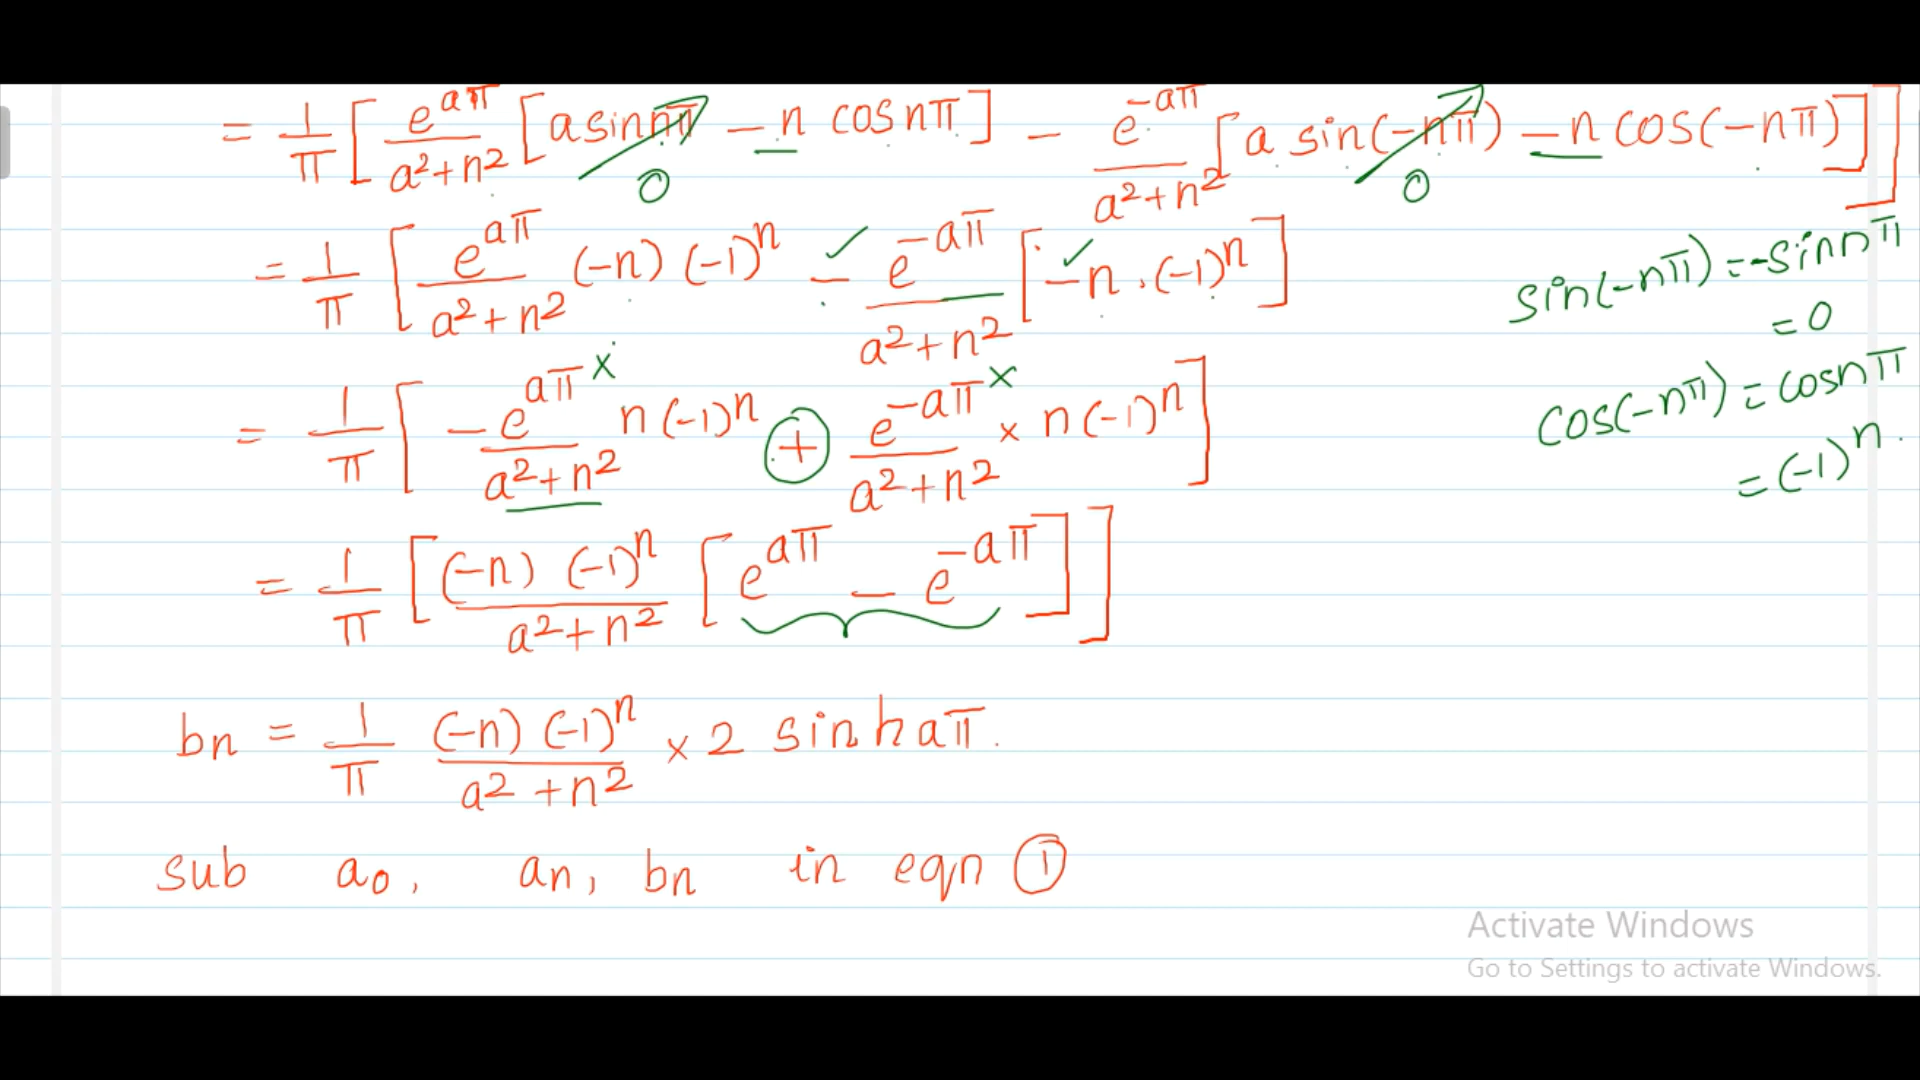 = 1/π [ e^{aπ}/(a²+n²) [a sin nπ - n cos nπ] - e^{-aπ}/(a²+n²) [a sin(-nπ) - n cos(-nπ)]]
0 0
= 1/π [ e^{aπ}/(a²+n²) (-n) (-1)^n - e^{-aπ}/(a²+n²) [-n . (-1)^n]
sin(-nπ) = -sin nπ
= 0
= 1/π [ -e^{aπ}/(a²+n²) × n (-1)^n + e^{-aπ}/(a²+n²) × × n (-1)^n ]
cos(-nπ) = cos nπ
= (-1)^n.
= 1/π [ (-n) (-1)^n/(a²+n²) [ e^{aπ} - e^{-aπ} ]]
bn = 1/π (-n) (-1)^n/(a²+n²) × 2 sinh aπ.
sub a₀, an, bn in eqn ①
Activate Windows
Go to Settings to activate Windows.